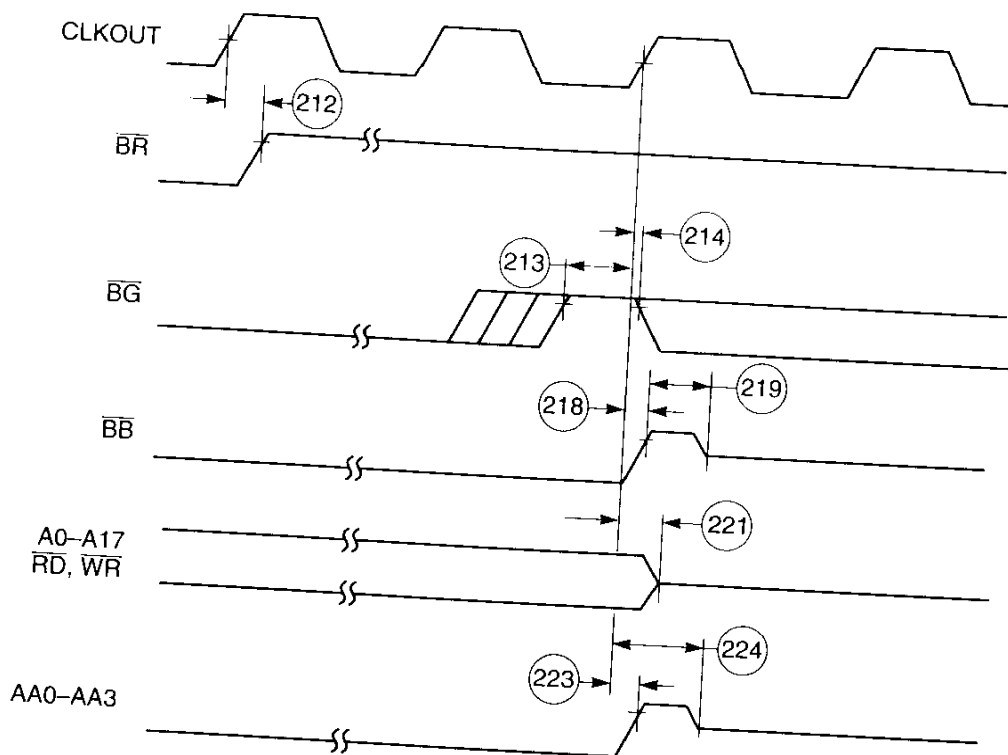 CLKOUT
212
BR
214
213
BG
219
218
BB
221
A0–A17
RD, WR
224
223
AA0–AA3